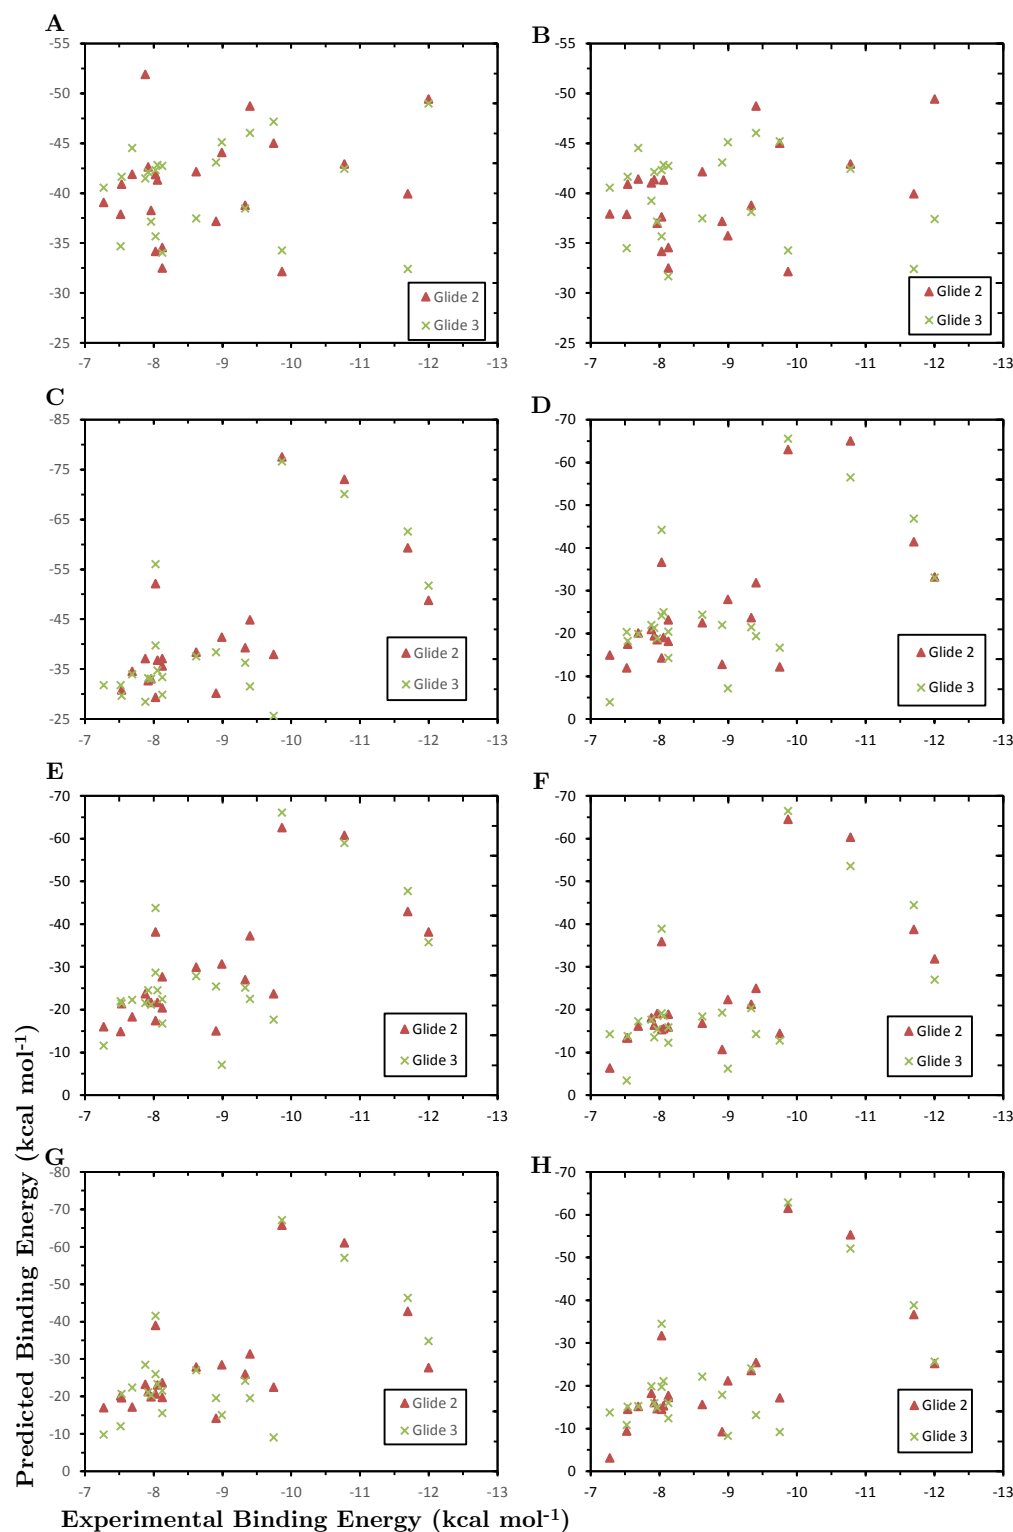 A
B
-55
-50
-45
-40
-35
-30
-25
-7 -8 -9 -10 -11 -12 -13
Glide 2
Glide 3
-55
-50
-45
-40
-35
-30
-25
-7 -8 -9 -10 -11 -12 -13
Glide 2
Glide 3
C
D
-85
-75
-65
-55
-45
-35
-25
-7 -8 -9 -10 -11 -12 -13
Glide 2
Glide 3
-70
-60
-50
-40
-30
-20
-10
0
-7 -8 -9 -10 -11 -12 -13
Glide 2
Glide 3
E
F
-70
-60
-50
-40
-30
-20
-10
0
-7 -8 -9 -10 -11 -12 -13
Glide 2
Glide 3
-70
-60
-50
-40
-30
-20
-10
0
-7 -8 -9 -10 -11 -12 -13
Glide 2
Glide 3
G
H
-80
-70
-60
-50
-40
-30
-20
-10
0
-7 -8 -9 -10 -11 -12 -13
Glide 2
Glide 3
-70
-60
-50
-40
-30
-20
-10
0
-7 -8 -9 -10 -11 -12 -13
Glide 2
Glide 3
Predicted Binding Energy (kcal mol-1)
Experimental Binding Energy (kcal mol-1)